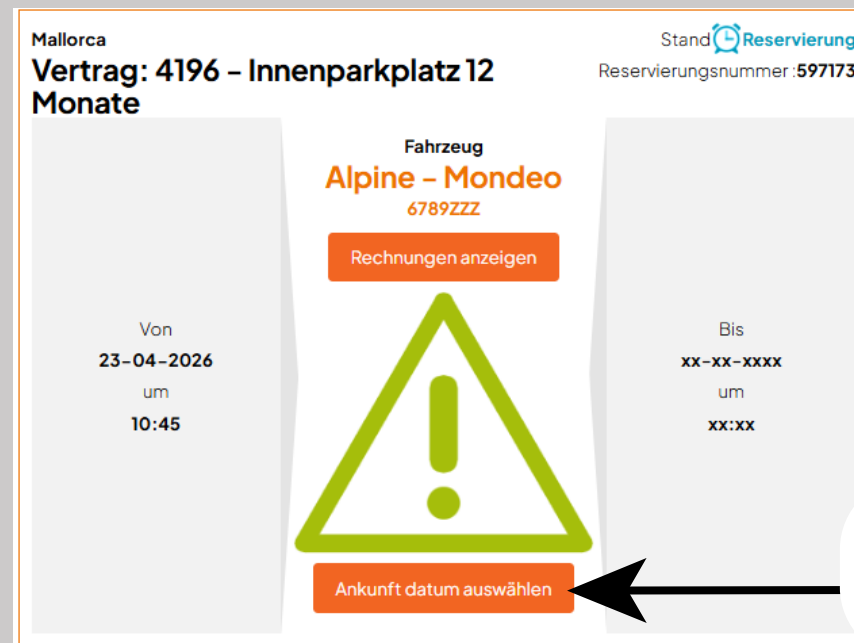 Mallorca
Vertrag: 4196 – Innenparkplatz 12
Monate
Stand Reservierung
Reservierungsnummer :597173
Fahrzeug
Alpine – Mondeo
6789ZZZ
Rechnungen anzeigen
Von
23-04-2026
um
10:45
Bis
xx-xx-xxxx
um
xx:xx
Ankunft datum auswählen